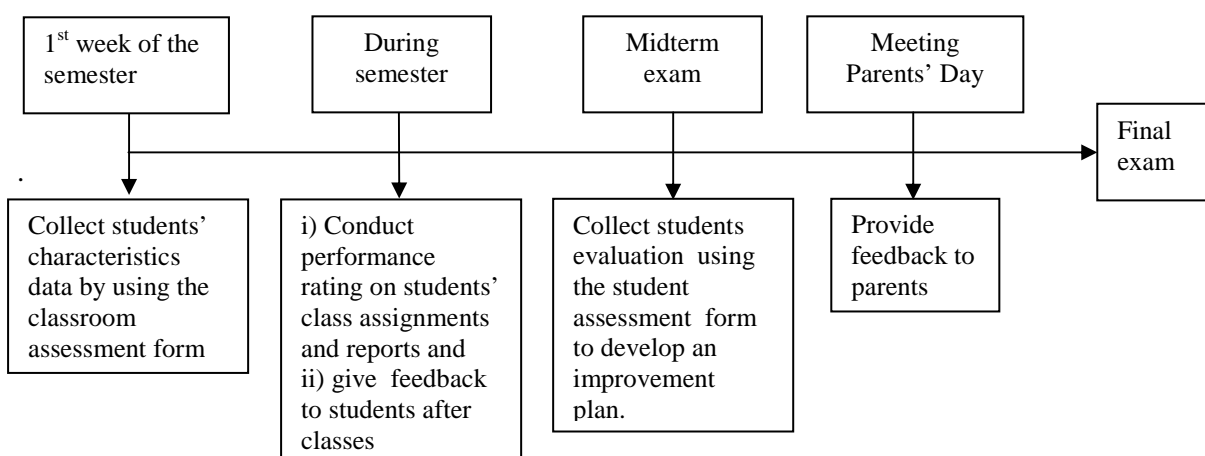 1st week of the
semester
During
semester
Midterm
exam
Meeting
Parents’ Day
Final
exam
.
Collect students’
characteristics
data by using the
classroom
assessment form
i) Conduct
performance
rating on students’
class assignments
and reports and
ii) give feedback
to students after
classes
Collect students
evaluation using
the student
assessment form
to develop an
improvement
plan.
Provide
feedback to
parents